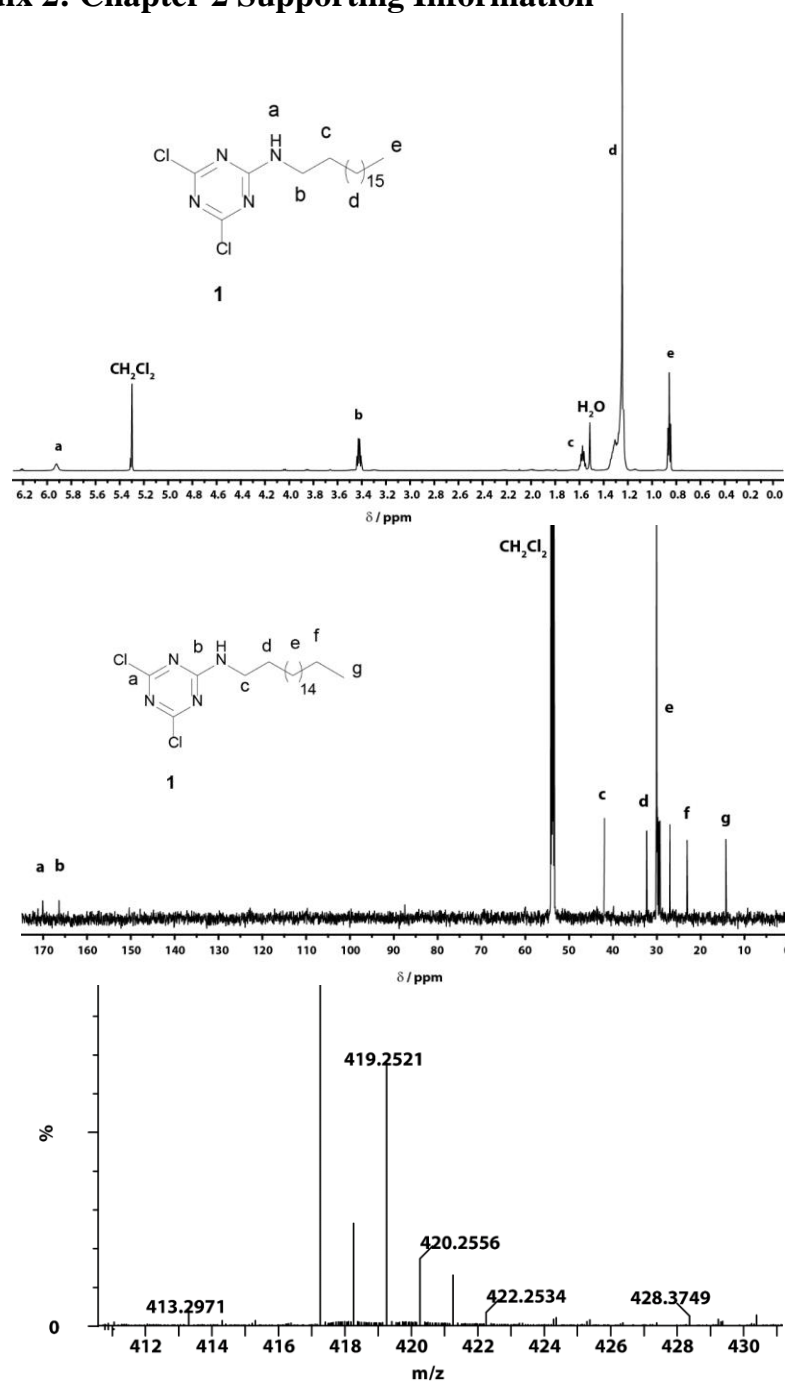 a
H
c
Cl
N
N
e
15
N
N
b
d
Cl
1
d
e
CH2Cl2
H2O
b
a
c
6.2 6.0 5.8 5.6 5.4 5.2 5.0 4.8 4.6 4.4 4.2 4.0 3.8 3.6 3.4 3.2 3.0 2.8 2.6 2.4 2.2 2.0 1.8 1.6 1.4 1.2 1.0 0.8 0.6 0.4 0.2 0.0
δ / ppm
CH2Cl2
b
H
d
e
f
Cl
N
N
g
a
14
N
N
c
Cl
1
e
c
d
f
g
a b
170 160 150 140 130 120 110 100 90 80 70 60 50 40 30 20 10
δ / ppm
419.2521
%
420.2556
413.2971
422.2534
428.3749
0
412 414 416 418 420 422 424 426 428 430
m/z